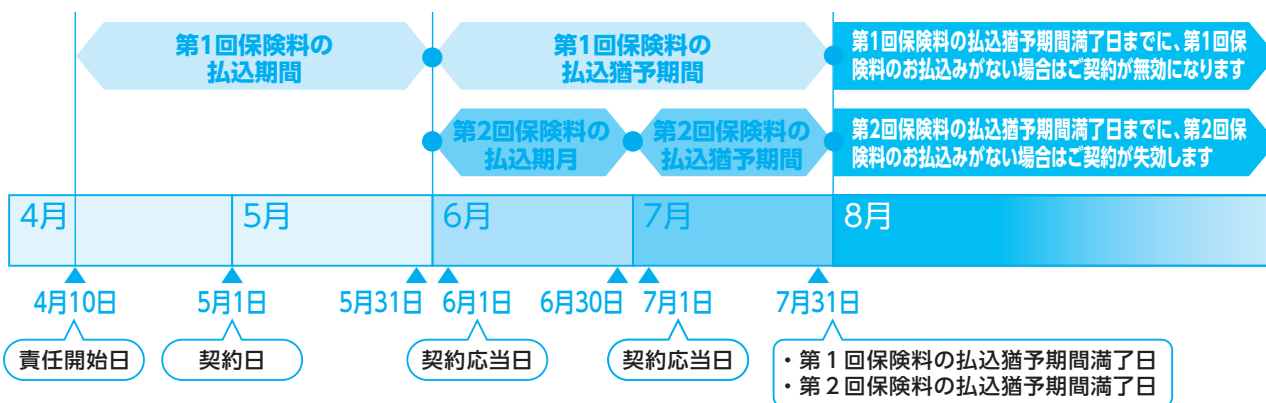 第1回保険料の
払込期間
第1回保険料の
払込猶予期間
第1回保険料の払込猶予期間満了日までに、第1回保
険料のお払込みがない場合はご契約が無効になります
第2回保険料の
払込期月
第2回保険料の
払込猶予期間
第2回保険料の払込猶予期間満了日までに、第2回保
険料のお払込みがない場合はご契約が失効します
4月
5月
6月
7月
8月
4月10日
5月1日
5月31日
6月1日
6月30日
7月1日
7月31日
責任開始日
契約日
契約応当日
契約応当日
・第1回保険料の払込猶予期間満了日
・第2回保険料の払込猶予期間満了日